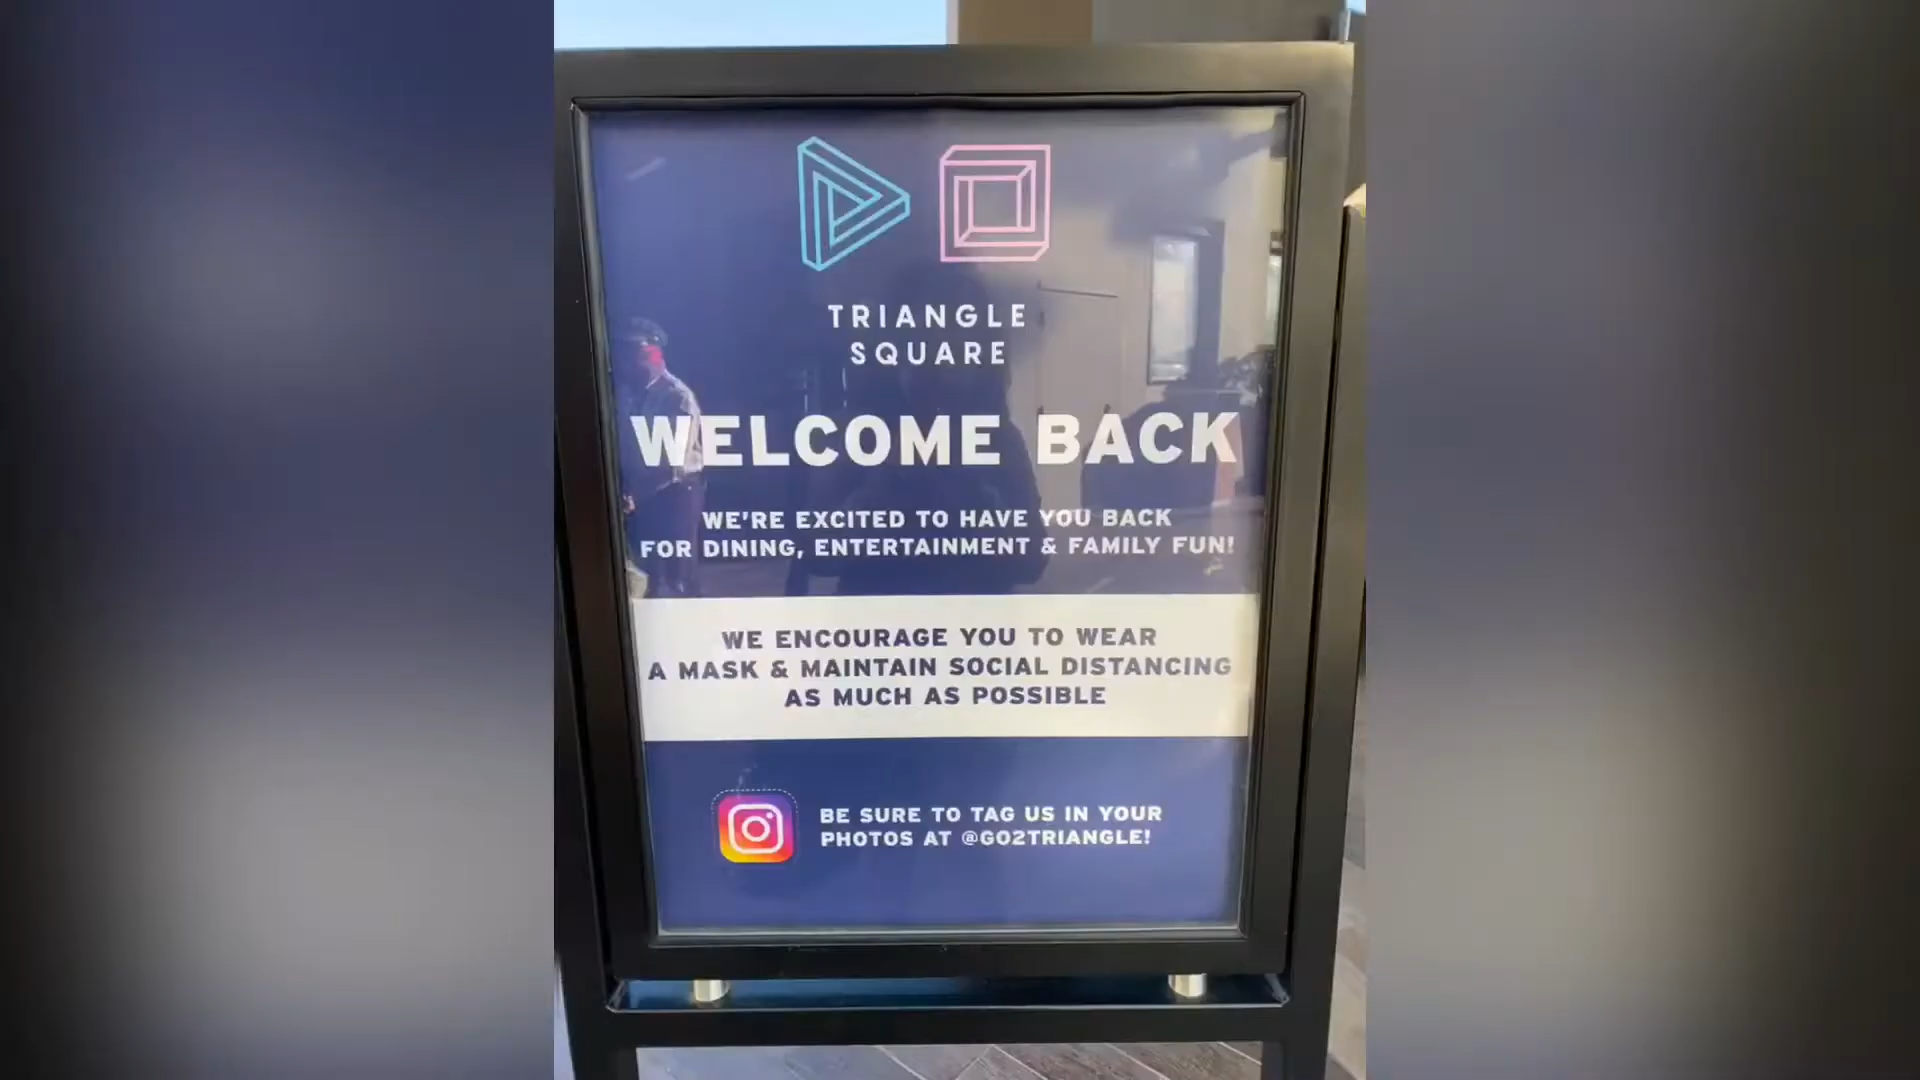 TRIANGLE
SQUARE
WELCOME BACK
WE'RE EXCITED TO HAVE YOU BACK
FOR DINING, ENTERTAINMENT & FAMILY FUN!
WE ENCOURAGE YOU TO WEAR
A MASK & MAINTAIN SOCIAL DISTANCING
AS MUCH AS POSSIBLE
BE SURE TO TAG US IN YOUR
PHOTOS AT @GO2TRIANGLE!